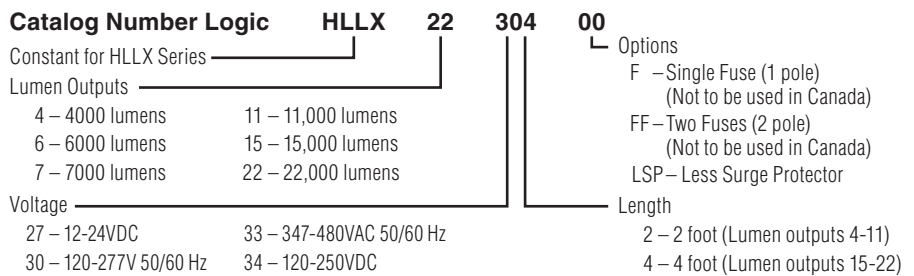 Catalog Number Logic HLLX 22 304 00
Constant for HLLX Series
Lumen Outputs
4 – 4000 lumens 11 – 11,000 lumens
6 – 6000 lumens 15 – 15,000 lumens
7 – 7000 lumens 22 – 22,000 lumens
Voltage
27 – 12-24VDC 33 – 347-480VAC 50/60 Hz
30 – 120-277V 50/60 Hz 34 – 120-250VDC
Options
F – Single Fuse (1 pole)
(Not to be used in Canada)
FF – Two Fuses (2 pole)
(Not to be used in Canada)
LSP – Less Surge Protector
Length
2 – 2 foot (Lumen outputs 4-11)
4 – 4 foot (Lumen outputs 15-22)